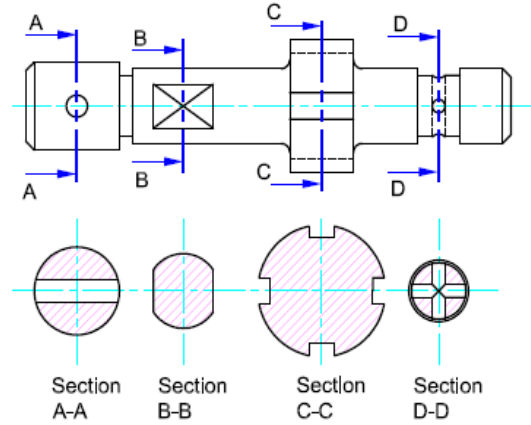 A
B
C
D
A
B
C
D
Section
A-A
Section
B-B
Section
C-C
Section
D-D